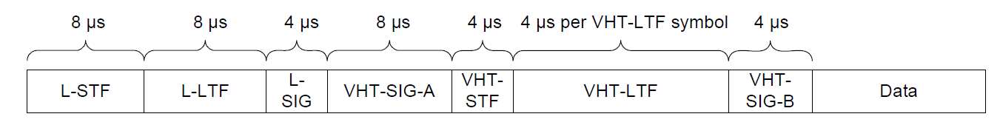 8 µs 8 µs 4 µs 8 µs 4 µs 4 µs per VHT-LTF symbol 4 µs
L-STF L-LTF L-SIG VHT-SIG-A VHT-STF VHT-LTF VHT-SIG-B Data